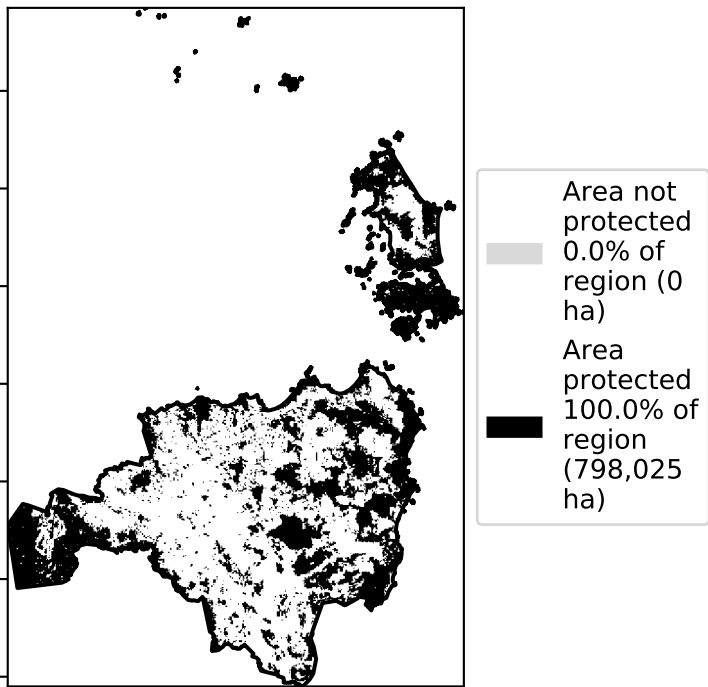 Area not
protected
0.0% of
region (0
ha)
Area
protected
100.0% of
region
(798,025
ha)